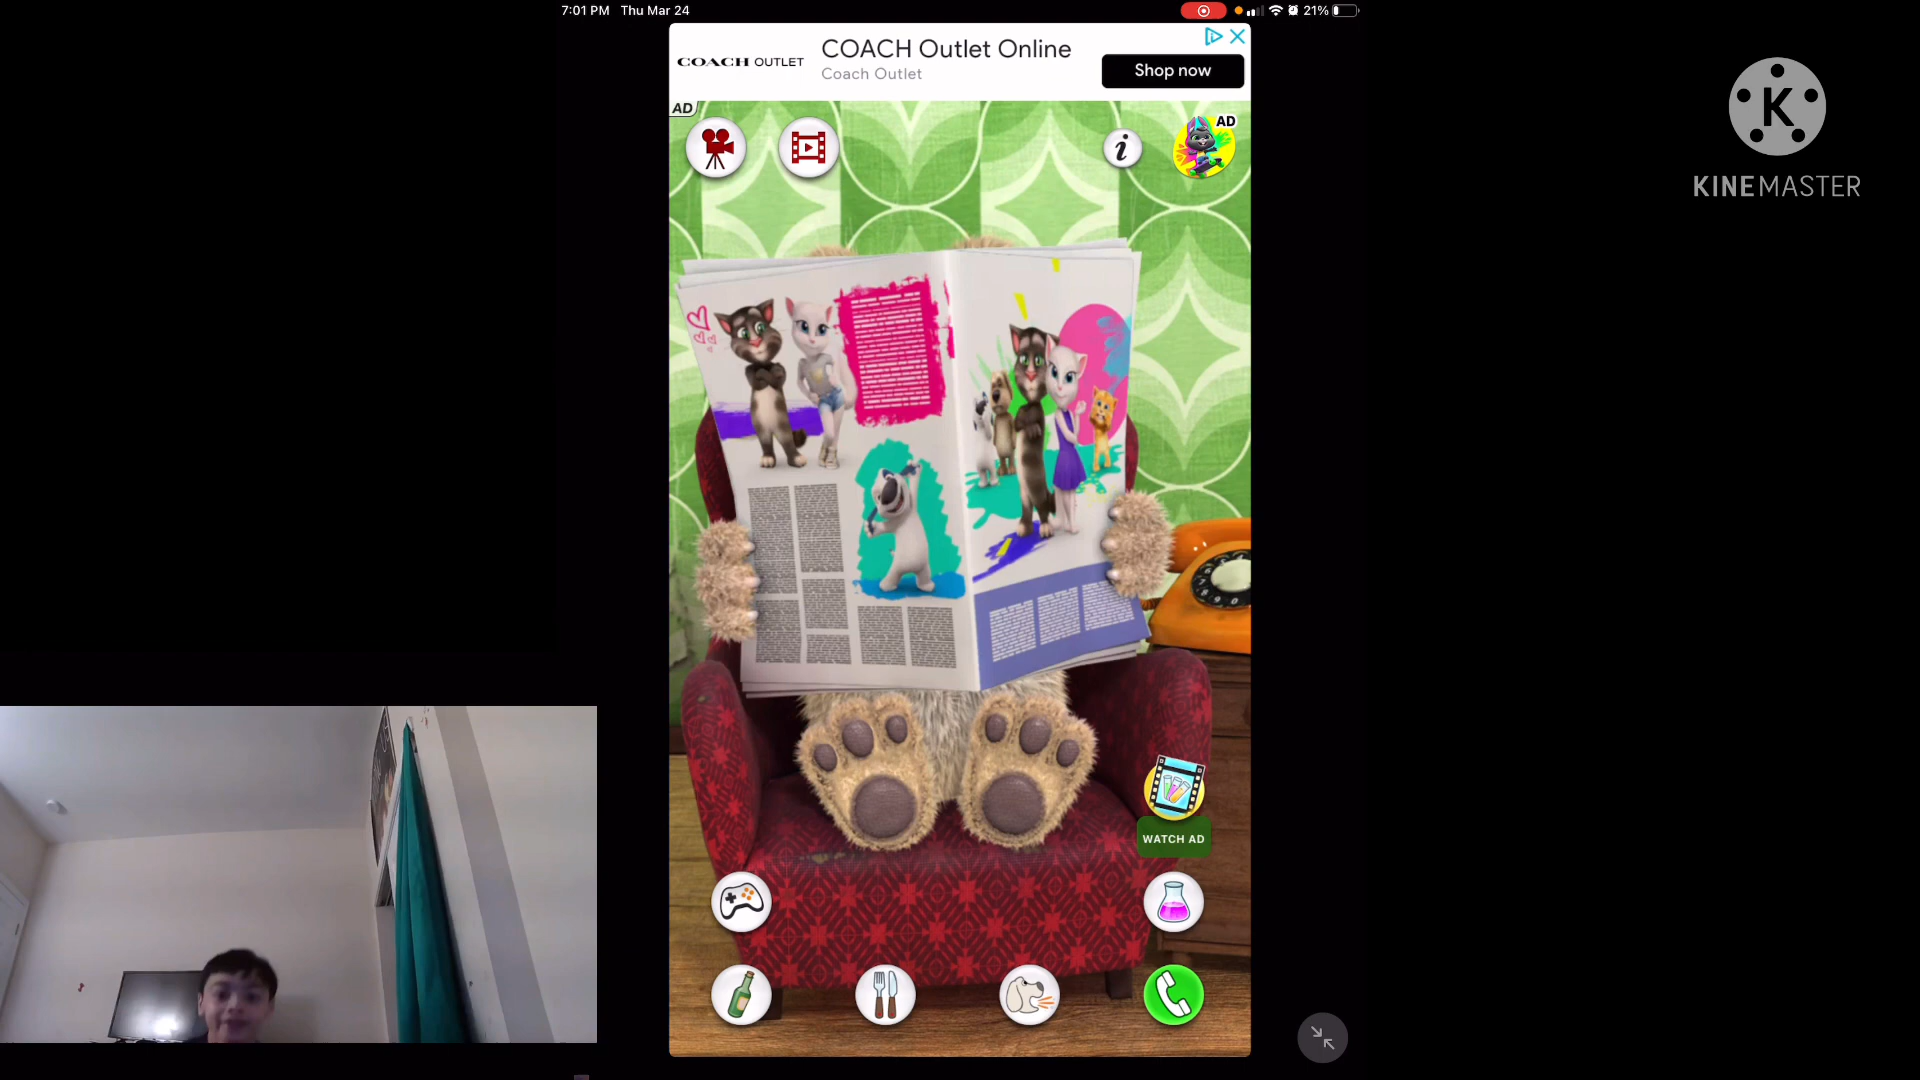 7:01 PM Thu Mar 24
21%
COACH OUTLET
COACH Outlet Online
Coach Outlet
Shop now
AD
i
AD
K
KINEMASTER
WATCH AD